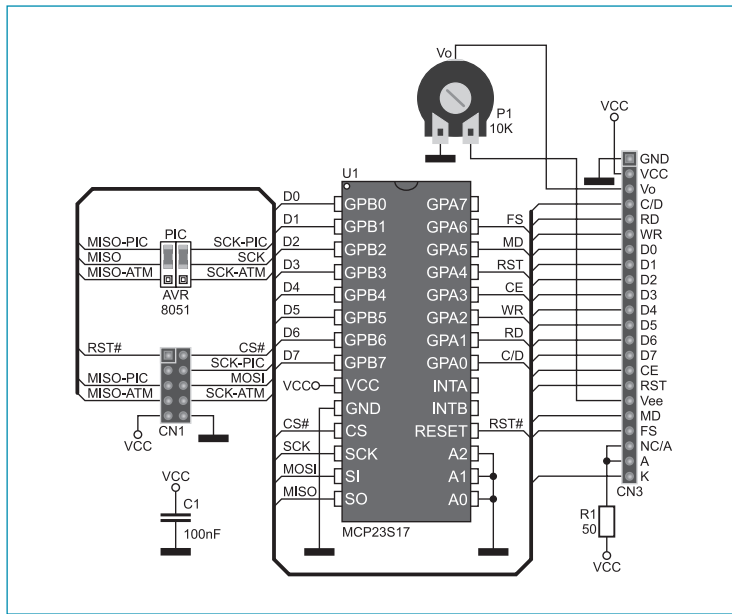 Vo
P1
10K
VCC
GND
VCC
Vo
C/D
RD
WR
D0
D1
D2
D3
D4
D5
D6
D7
CE
RST
Vee
MD
FS
NC/A
A
K
CN3
R1
50
VCC
U1
D0 GPB0 GPA7
D1 GPB1 GPA6 FS
D2 GPB2 GPA5 MD
D3 GPB3 GPA4 RST
D4 GPB4 GPA3 CE
D5 GPB5 GPA2 WR
D6 GPB6 GPA1 RD
D7 GPB7 GPA0 C/D
VCC VCC INTA
GND INTB
CS# CS RESET RST#
SCK SCK A2
MOSI SI A1
MISO SO A0
MCP23S17
PIC
MISO-PIC SCK-PIC
MISO SCK
MISO-ATM SCK-ATM
AVR
8051
RST# CS#
SCK-PIC
MISO-PIC MOSI
MISO-ATM SCK-ATM
CN1
VCC
VCC
C1
100nF